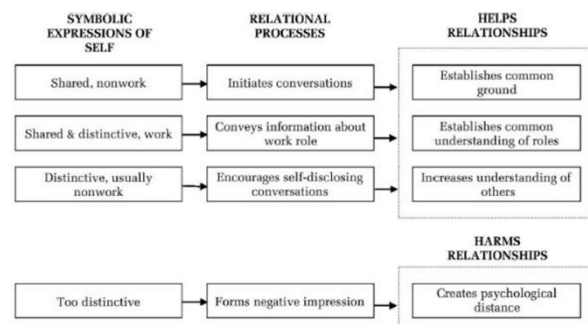 SYMBOLIC
EXPRESSIONS OF
SELF
RELATIONAL
PROCESSES
HELPS
RELATIONSHIPS
Shared, nonwork
Initiates conversations
Establishes common
ground
Shared & distinctive, work
Conveys information about
work role
Establishes common
understanding of roles
Distinctive, usually
nonwork
Encourages self-disclosing
conversations
Increases understanding of
others
HARMS
RELATIONSHIPS
Too distinctive
Forms negative impression
Creates psychological
distance